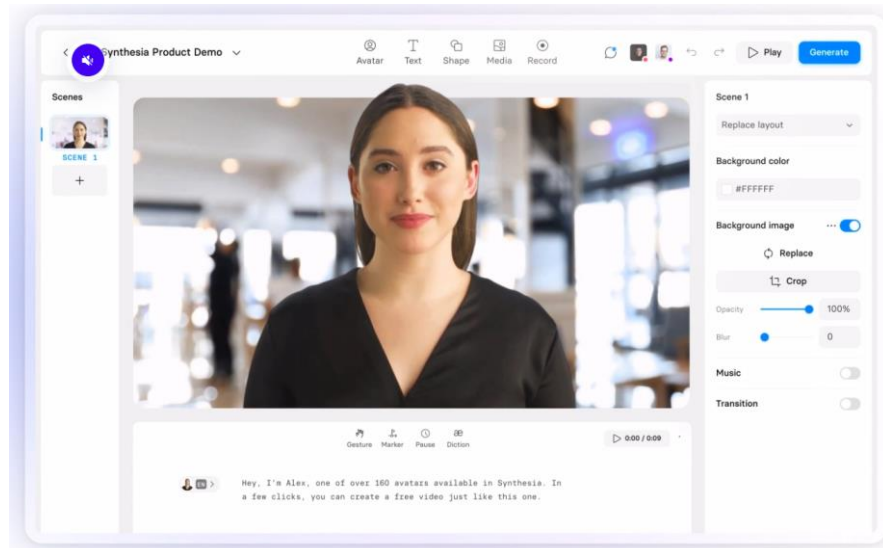 Synthesia Product Demo
Avatar
Text
Shape
Media
Record
Play
Generate
Scenes
SCENE 1
Scene 1
Replace layout
Background color
#FFFFFF
Background image
Replace
Crop
Opacity
100%
Blur
0
Music
Transition
Gesture
Marker
Pause
Diction
0:00 / 0:09
EN
Hey, I'm Alex, one of over 160 avatars available in Synthesia. In
a few clicks, you can create a free video just like this one.